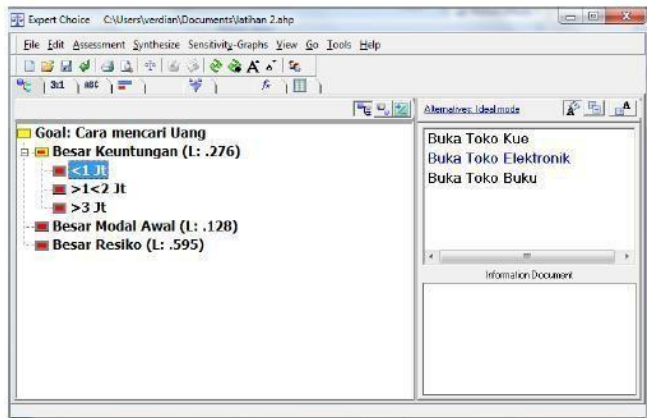 Expert Choice C:\Users\verdian\Documents\latihan 2.ahp
File Edit Assessment Synthesize Sensitivity-Graphs View Go Tools Help
3:1 ABC
Alternatives: Ideal mode
Goal: Cara mencari Uang
Besar Keuntungan (L: .276)
<1 Jt
>1<2 Jt
>3 Jt
Besar Modal Awal (L: .128)
Besar Resiko (L: .595)
Buka Toko Kue
Buka Toko Elektronik
Buka Toko Buku
Information Document